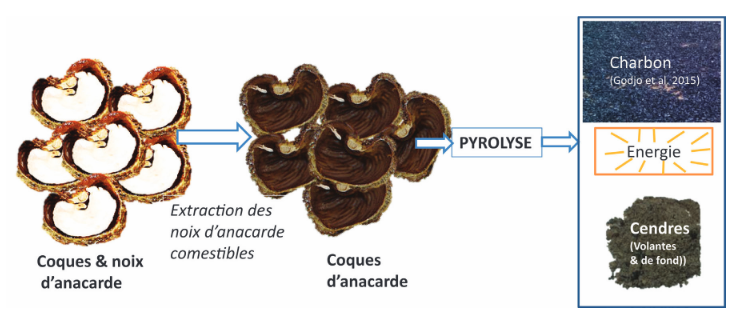 Coques & noix
d'anacarde
Extraction des
noix d'anacarde
comestibles
Coques
d'anacarde
PYROLYSE
Charbon
(Godjo et al. 2015)
Energie
Cendres
(Volantes
& de fond))